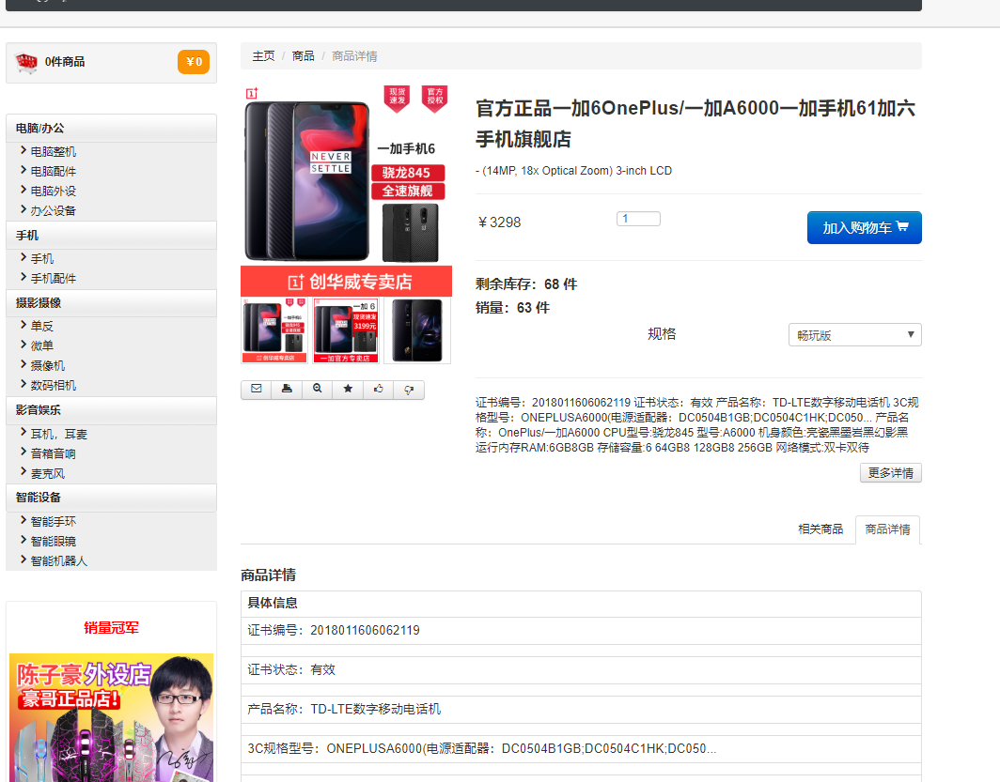 0件商品
￥0
电脑/办公
电脑整机
电脑配件
电脑外设
办公设备
手机
手机
手机配件
摄影摄像
单反
微单
摄像机
数码相机
影音娱乐
耳机，耳麦
音箱音响
麦克风
智能设备
智能手环
智能眼镜
智能机器人
销量冠军
陈子豪外设店
豪哥正品店!
主页 / 商品 / 商品详情
现货速发
官方授权
NEVER
SETTLE
一加手机6
骁龙845
全速旗舰
创华威专卖店
一加 6
现货速发
3199元
一加官方专卖店
官方正品一加6OnePlus/一加A6000一加手机61加六
手机旗舰店
- (14MP, 18x Optical Zoom) 3-inch LCD
￥3298
1
加入购物车
剩余库存：68 件
销量：63 件
规格
畅玩版
证书编号：2018011606062119 证书状态：有效 产品名称：TD-LTE数字移动电话机 3C规
格型号：ONEPLUSA6000(电源适配器：DC0504B1GB;DC0504C1HK;DC050... 产品名
称：OnePlus/一加A6000 CPU型号:骁龙845 型号:A6000 机身颜色:亮瓷黑墨岩黑幻影黑
运行内存RAM:6GB8GB 存储容量:6 64GB8 128GB8 256GB 网络模式:双卡双待
更多详情
相关商品
商品详情
商品详情
具体信息
证书编号：2018011606062119
证书状态：有效
产品名称：TD-LTE数字移动电话机
3C规格型号：ONEPLUSA6000(电源适配器：DC0504B1GB;DC0504C1HK;DC050...